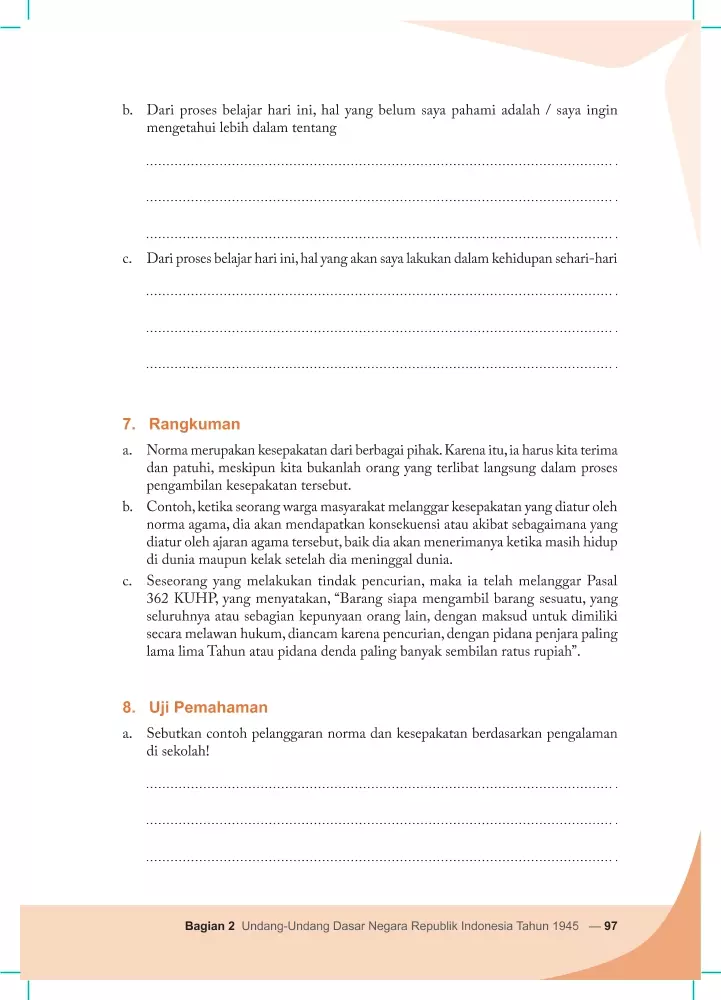 b. Dari proses belajar hari ini, hal yang belum saya pahami adalah / saya ingin
mengetahui lebih dalam tentang
....................................................................................................................... .
....................................................................................................................... .
....................................................................................................................... .
c. Dari proses belajar hari ini, hal yang akan saya lakukan dalam kehidupan sehari-hari
....................................................................................................................... .
....................................................................................................................... .
....................................................................................................................... .
7. Rangkuman
a. Norma merupakan kesepakatan dari berbagai pihak. Karena itu, ia harus kita terima
dan patuhi, meskipun kita bukanlah orang yang terlibat langsung dalam proses
pengambilan kesepakatan tersebut.
b. Contoh, ketika seorang warga masyarakat melanggar kesepakatan yang diatur oleh
norma agama, dia akan mendapatkan konsekuensi atau akibat sebagaimana yang
diatur oleh ajaran agama tersebut, baik dia akan menerimanya ketika masih hidup
di dunia maupun kelak setelah dia meninggal dunia.
c. Seseorang yang melakukan tindak pencurian, maka ia telah melanggar Pasal
362 KUHP, yang menyatakan, “Barang siapa mengambil barang sesuatu, yang
seluruhnya atau sebagian kepunyaan orang lain, dengan maksud untuk dimiliki
secara melawan hukum, diancam karena pencurian, dengan pidana penjara paling
lama lima Tahun atau pidana denda paling banyak sembilan ratus rupiah”.
8. Uji Pemahaman
a. Sebutkan contoh pelanggaran norma dan kesepakatan berdasarkan pengalaman
di sekolah!
....................................................................................................................... .
....................................................................................................................... .
....................................................................................................................... .
Bagian 2 Undang-Undang Dasar Negara Republik Indonesia Tahun 1945 — 97